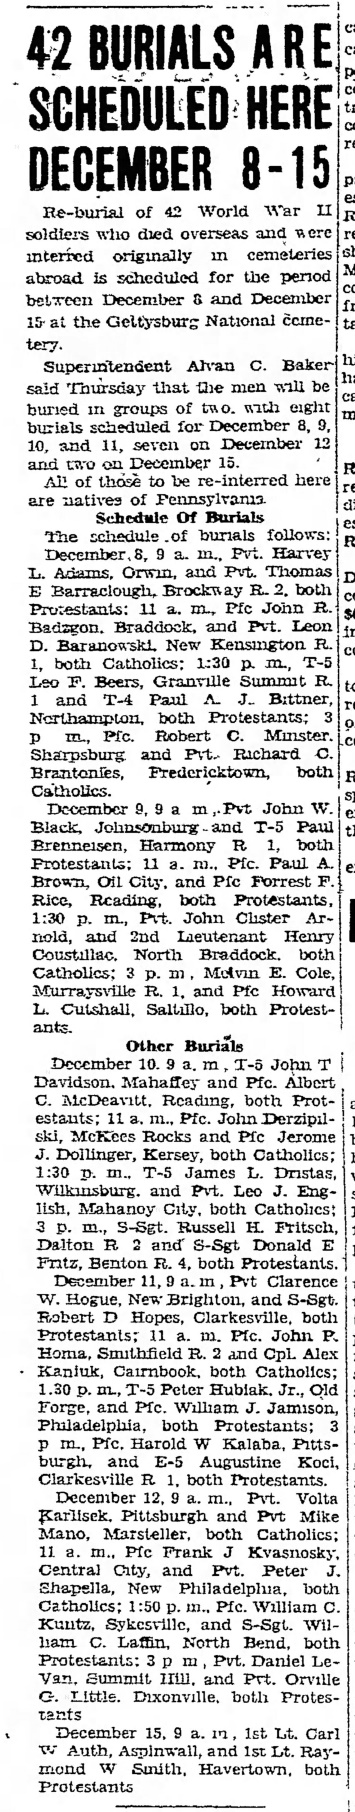 42 BURIALS ARE
SCHEDULED HERE
DECEMBER 8-15
Re-burial of 42 World War II
soldiers who died overseas and were
interred originally in cemeteries
abroad is scheduled for the period
between December 8 and December
15 at the Gettysburg National ceme-
tery.
Superintendent Alvan C. Baker
said Thursday that the men will be
buried in groups of two, with eight
burials scheduled for December 8, 9,
10, and 11, seven on December 12
and two on December 15.
All of those to be re-interred here
are natives of Pennsylvania.
Schedule Of Burials
The schedule of burials follows:
December 8, 9 a. m., Pvt. Harvey
L. Adams, Orwin, and Pvt. Thomas
E Barraclough, Brockway R. 2, both
Protestants; 11 a. m., Pfc John R.
Badzgon, Braddock, and Pvt. Leon
D. Baranowski, New Kensington R.
1, both Catholics; 1:30 p. m., T-5
Leo F. Beers, Granville Summit R.
1 and T-4 Paul A. J. Bittner,
Northampton, both Protestants; 3
p m., Pfc. Robert C. Minster,
Sharpsburg and Pvt. Richard C.
Brantonies, Fredericktown, both
Catholics.
December 9, 9 a m., Pvt John W.
Black, Johnsonburg and T-5 Paul
Brenneisen, Harmony R 1, both
Protestants; 11 a. m., Pfc. Paul A.
Brown, Oil City, and Pfc Forrest F.
Rice, Reading, both Protestants,
1:30 p. m., Pvt. John Clister Ar-
nold, and 2nd Lieutenant Henry
Coustillac, North Braddock, both
Catholics; 3 p. m, Melvin E. Cole,
Murraysville R. 1, and Pfc Howard
L. Cutshall, Saltillo, both Protest-
ants.
Other Burials
December 10. 9 a. m, T-5 John T
Davidson, Mahaffey and Pfc. Albert
C. McDeavitt, Reading, both Prot-
estants; 11 a. m., Pfc. John Derzipil-
ski, McKees Rocks and Pfc Jerome
J. Dollinger, Kersey, both Catholics;
1:30 p. m., T-5 James L. Dristas,
Wilkinsburg, and Pvt. Leo J. Eng-
lish, Mahanoy City, both Catholics;
3 p. m., S-Sgt. Russell H. Fritsch,
Dalton R 2 and S-Sgt Donald E
Fritz, Benton R. 4, both Protestants.
December 11, 9 a. m, Pvt Clarence
W. Hogue, New Brighton, and S-Sgt.
Robert D Hopes, Clarkesville, both
Protestants; 11 a. m. Pfc. John P.
Homa, Smithfield R. 2 and Cpl. Alex
Kaniuk, Cairnbook, both Catholics;
1.30 p. m., T-5 Peter Hubiak, Jr., Old
Forge, and Pfc. William J. Jamison,
Philadelphia, both Protestants; 3
p m., Pfc. Harold W Kalaba, Pitts-
burgh, and E-5 Augustine Koci,
Clarkesville R 1, both Protestants.
December 12, 9 a. m., Pvt. Volta
Karlisek, Pittsburgh and Pvt Mike
Mano, Marsteller, both Catholics;
11 a. m., Pfc Frank J Kvasnosky,
Central City, and Pvt. Peter J.
Shapella, New Philadelphia, both
Catholics; 1:50 p. m., Pfc. William C.
Kuntz, Sykesville, and S-Sgt. Wil-
liam C. Laffin, North Bend, both
Protestants; 3 p m, Pvt. Daniel Le-
Van, Summit Hill, and Pvt. Orville
G. Little, Dixonville, both Protes-
tants
December 15, 9 a. m, 1st Lt. Carl
W Auth, Aspinwall, and 1st Lt. Ray-
mond W Smith, Havertown, both
Protestants